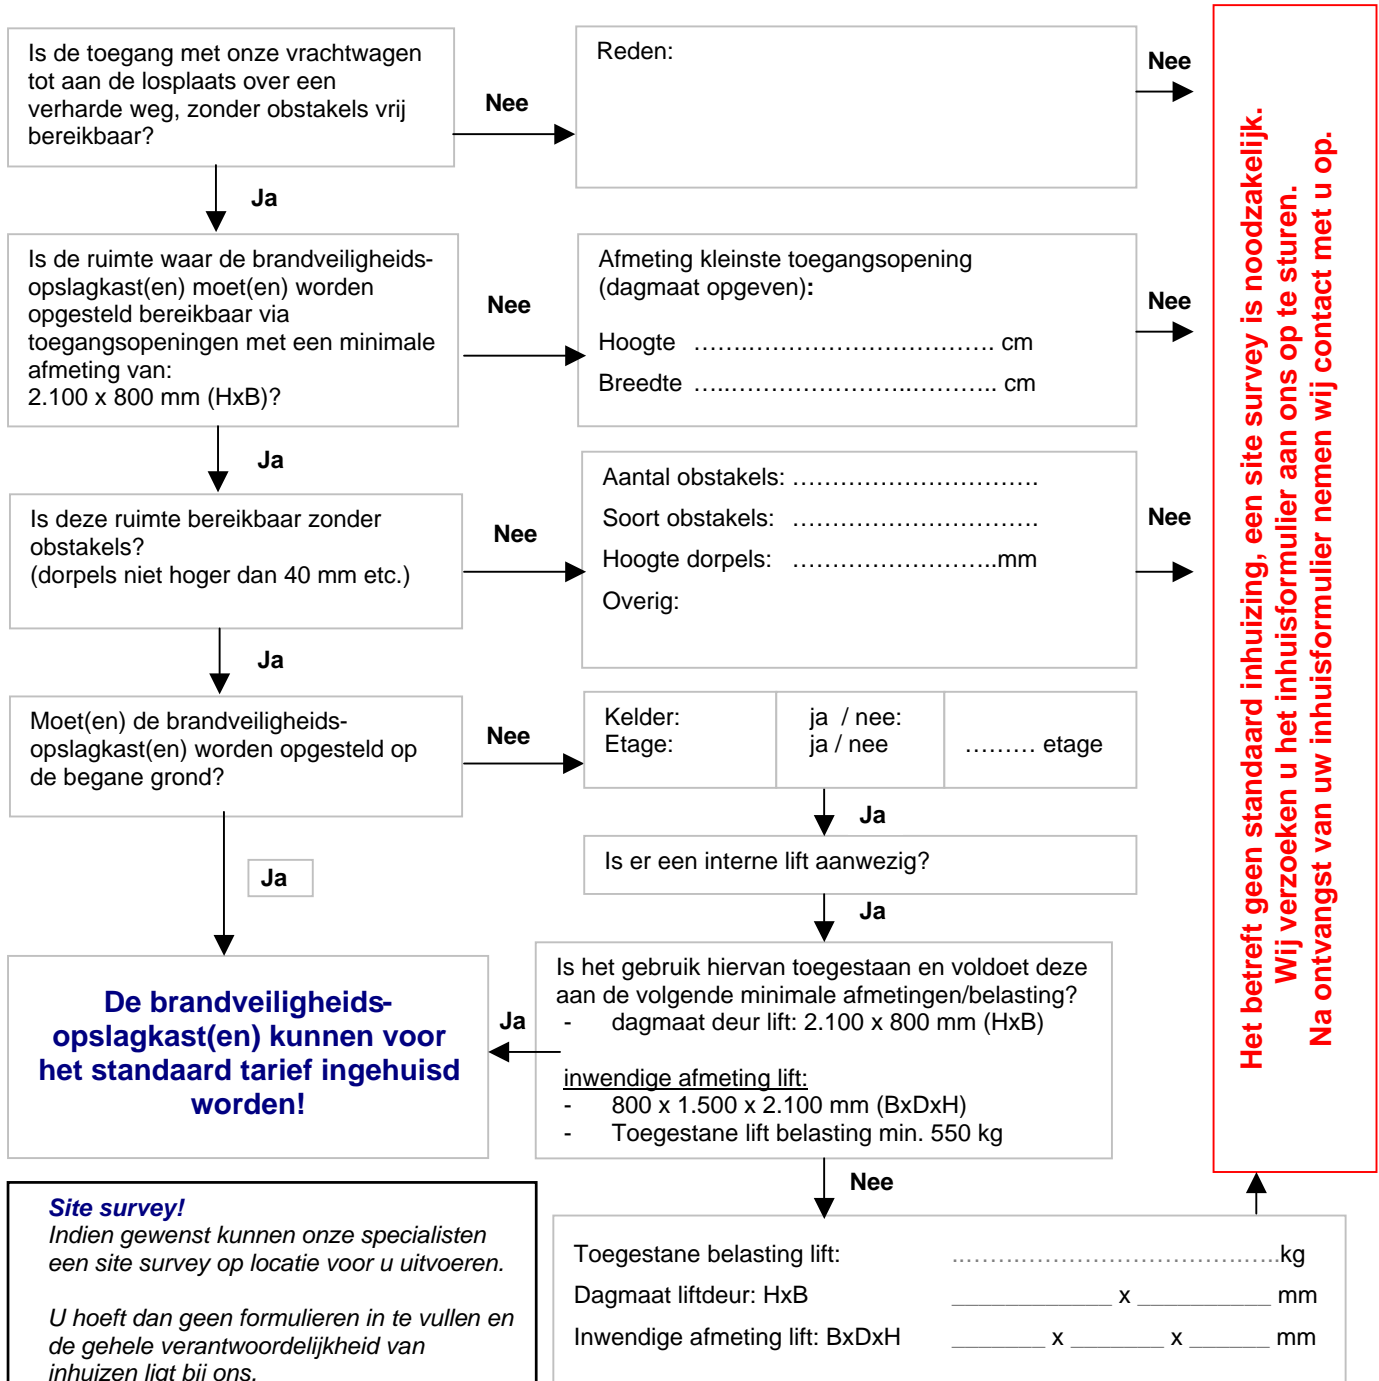 Is de toegang met onze vrachtwagen
tot aan de losplaats over een
verharde weg, zonder obstakels vrij
bereikbaar?
Nee
Reden:
Nee
Ja
Is de ruimte waar de brandveiligheids-
opslagkast(en) moet(en) worden
opgesteld bereikbaar via
toegangsopeningen met een minimale
afmeting van:
2.100 x 800 mm (HxB)?
Nee
Afmeting kleinste toegangsopening
(dagmaat opgeven):
Hoogte ……..……………………………. cm
Breedte …..…………………..……….. cm
Nee
Ja
Is deze ruimte bereikbaar zonder
obstakels?
(dorpels niet hoger dan 40 mm etc.)
Nee
Aantal obstakels: ………………………….
Soort obstakels: ………………………….
Hoogte dorpels: ……………………..mm
Overig:
Nee
Ja
Moet(en) de brandveiligheids-
opslagkast(en) worden opgesteld op
de begane grond?
Nee
Kelder: ja / nee:
Etage: ja / nee ……… etage
Ja
Is er een interne lift aanwezig?
Ja
Ja
Is het gebruik hiervan toegestaan en voldoet deze
aan de volgende minimale afmetingen/belasting?
- dagmaat deur lift: 2.100 x 800 mm (HxB)
inwendige afmeting lift:
- 800 x 1.500 x 2.100 mm (BxDxH)
- Toegestane lift belasting min. 550 kg
Ja
De brandveiligheids-
opslagkast(en) kunnen voor
het standaard tarief ingehuisd
worden!
Nee
Toegestane belasting lift: ……………………………….…..kg
Dagmaat liftdeur: HxB ____________ x __________ mm
Inwendige afmeting lift: BxDxH _______ x _______ x ______ mm
Site survey!
Indien gewenst kunnen onze specialisten
een site survey op locatie voor u uitvoeren.
U hoeft dan geen formulieren in te vullen en
de gehele verantwoordelijkheid van
inhuizen ligt bij ons.
Het betreft geen standaard inhuizing, een site survey is noodzakelijk.
Wij verzoeken u het inhuisformulier aan ons op te sturen.
Na ontvangst van uw inhuisformulier nemen wij contact met u op.